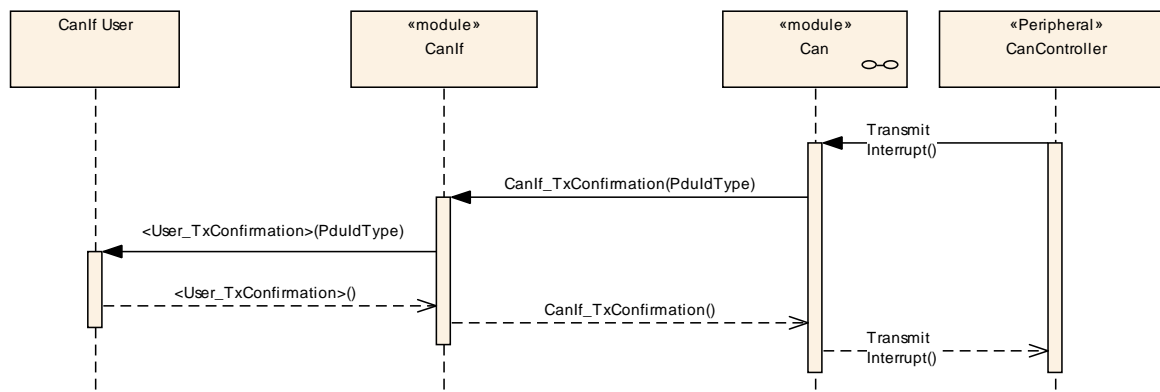 CanIf User
«module»
CanIf
«module»
Can
«Peripheral»
CanController
Transmit
Interrupt()
CanIf_TxConfirmation(PduIdType)
<User_TxConfirmation>(PduIdType)
<User_TxConfirmation>()
CanIf_TxConfirmation()
Transmit
Interrupt()